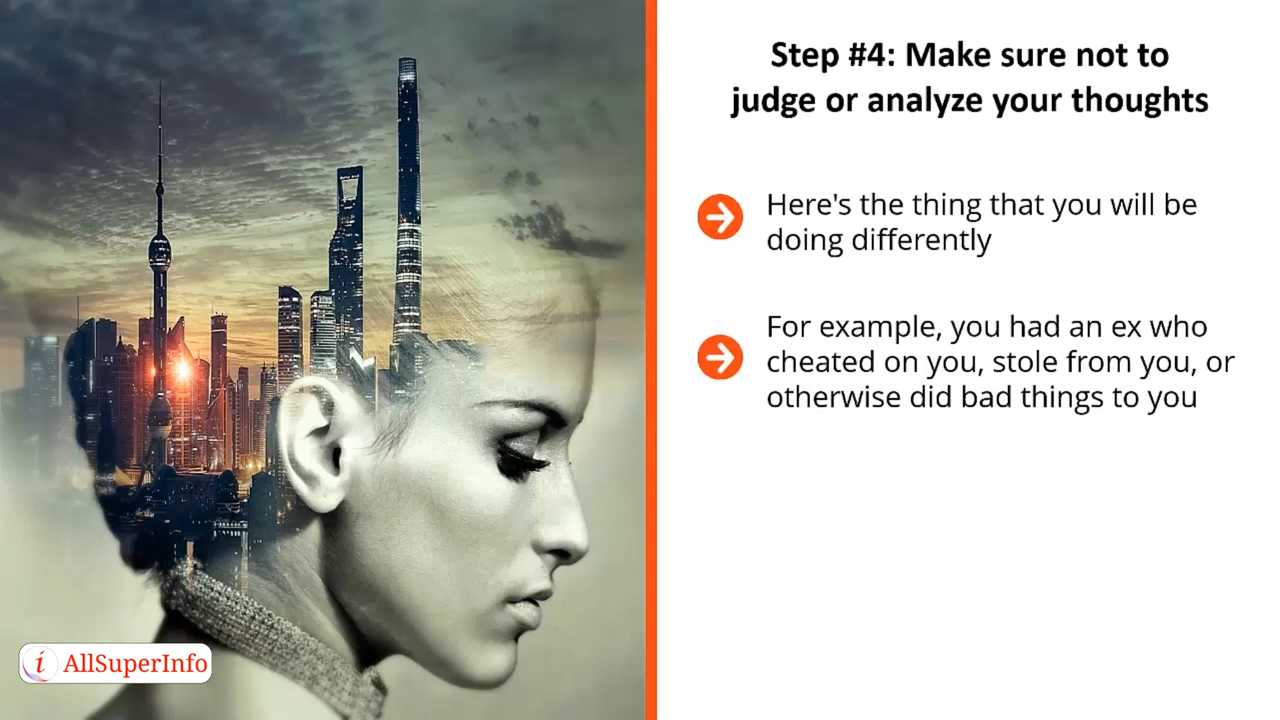 Step #4: Make sure not to
judge or analyze your thoughts
Here's the thing that you will be
doing differently
For example, you had an ex who
cheated on you, stole from you, or
otherwise did bad things to you
i AllSuperInfo